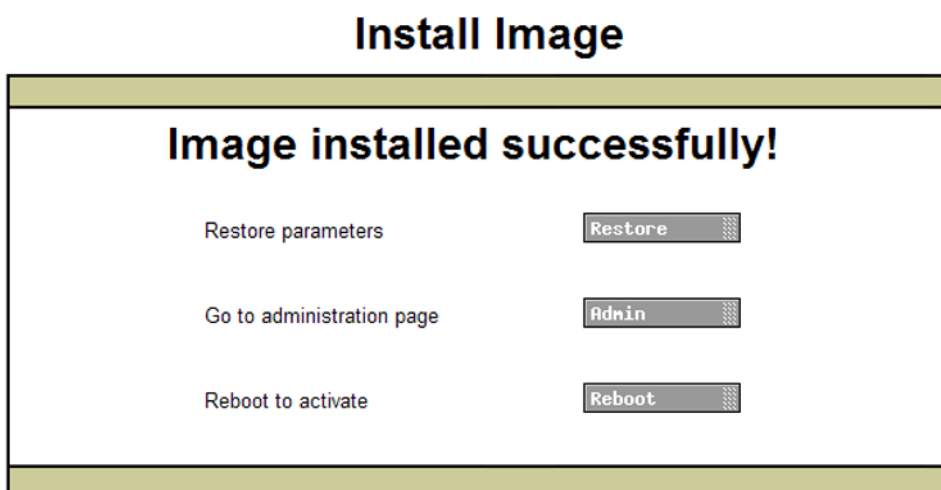 Install Image
Image installed successfully!
Restore parameters Restore
Go to administration page Admin
Reboot to activate Reboot